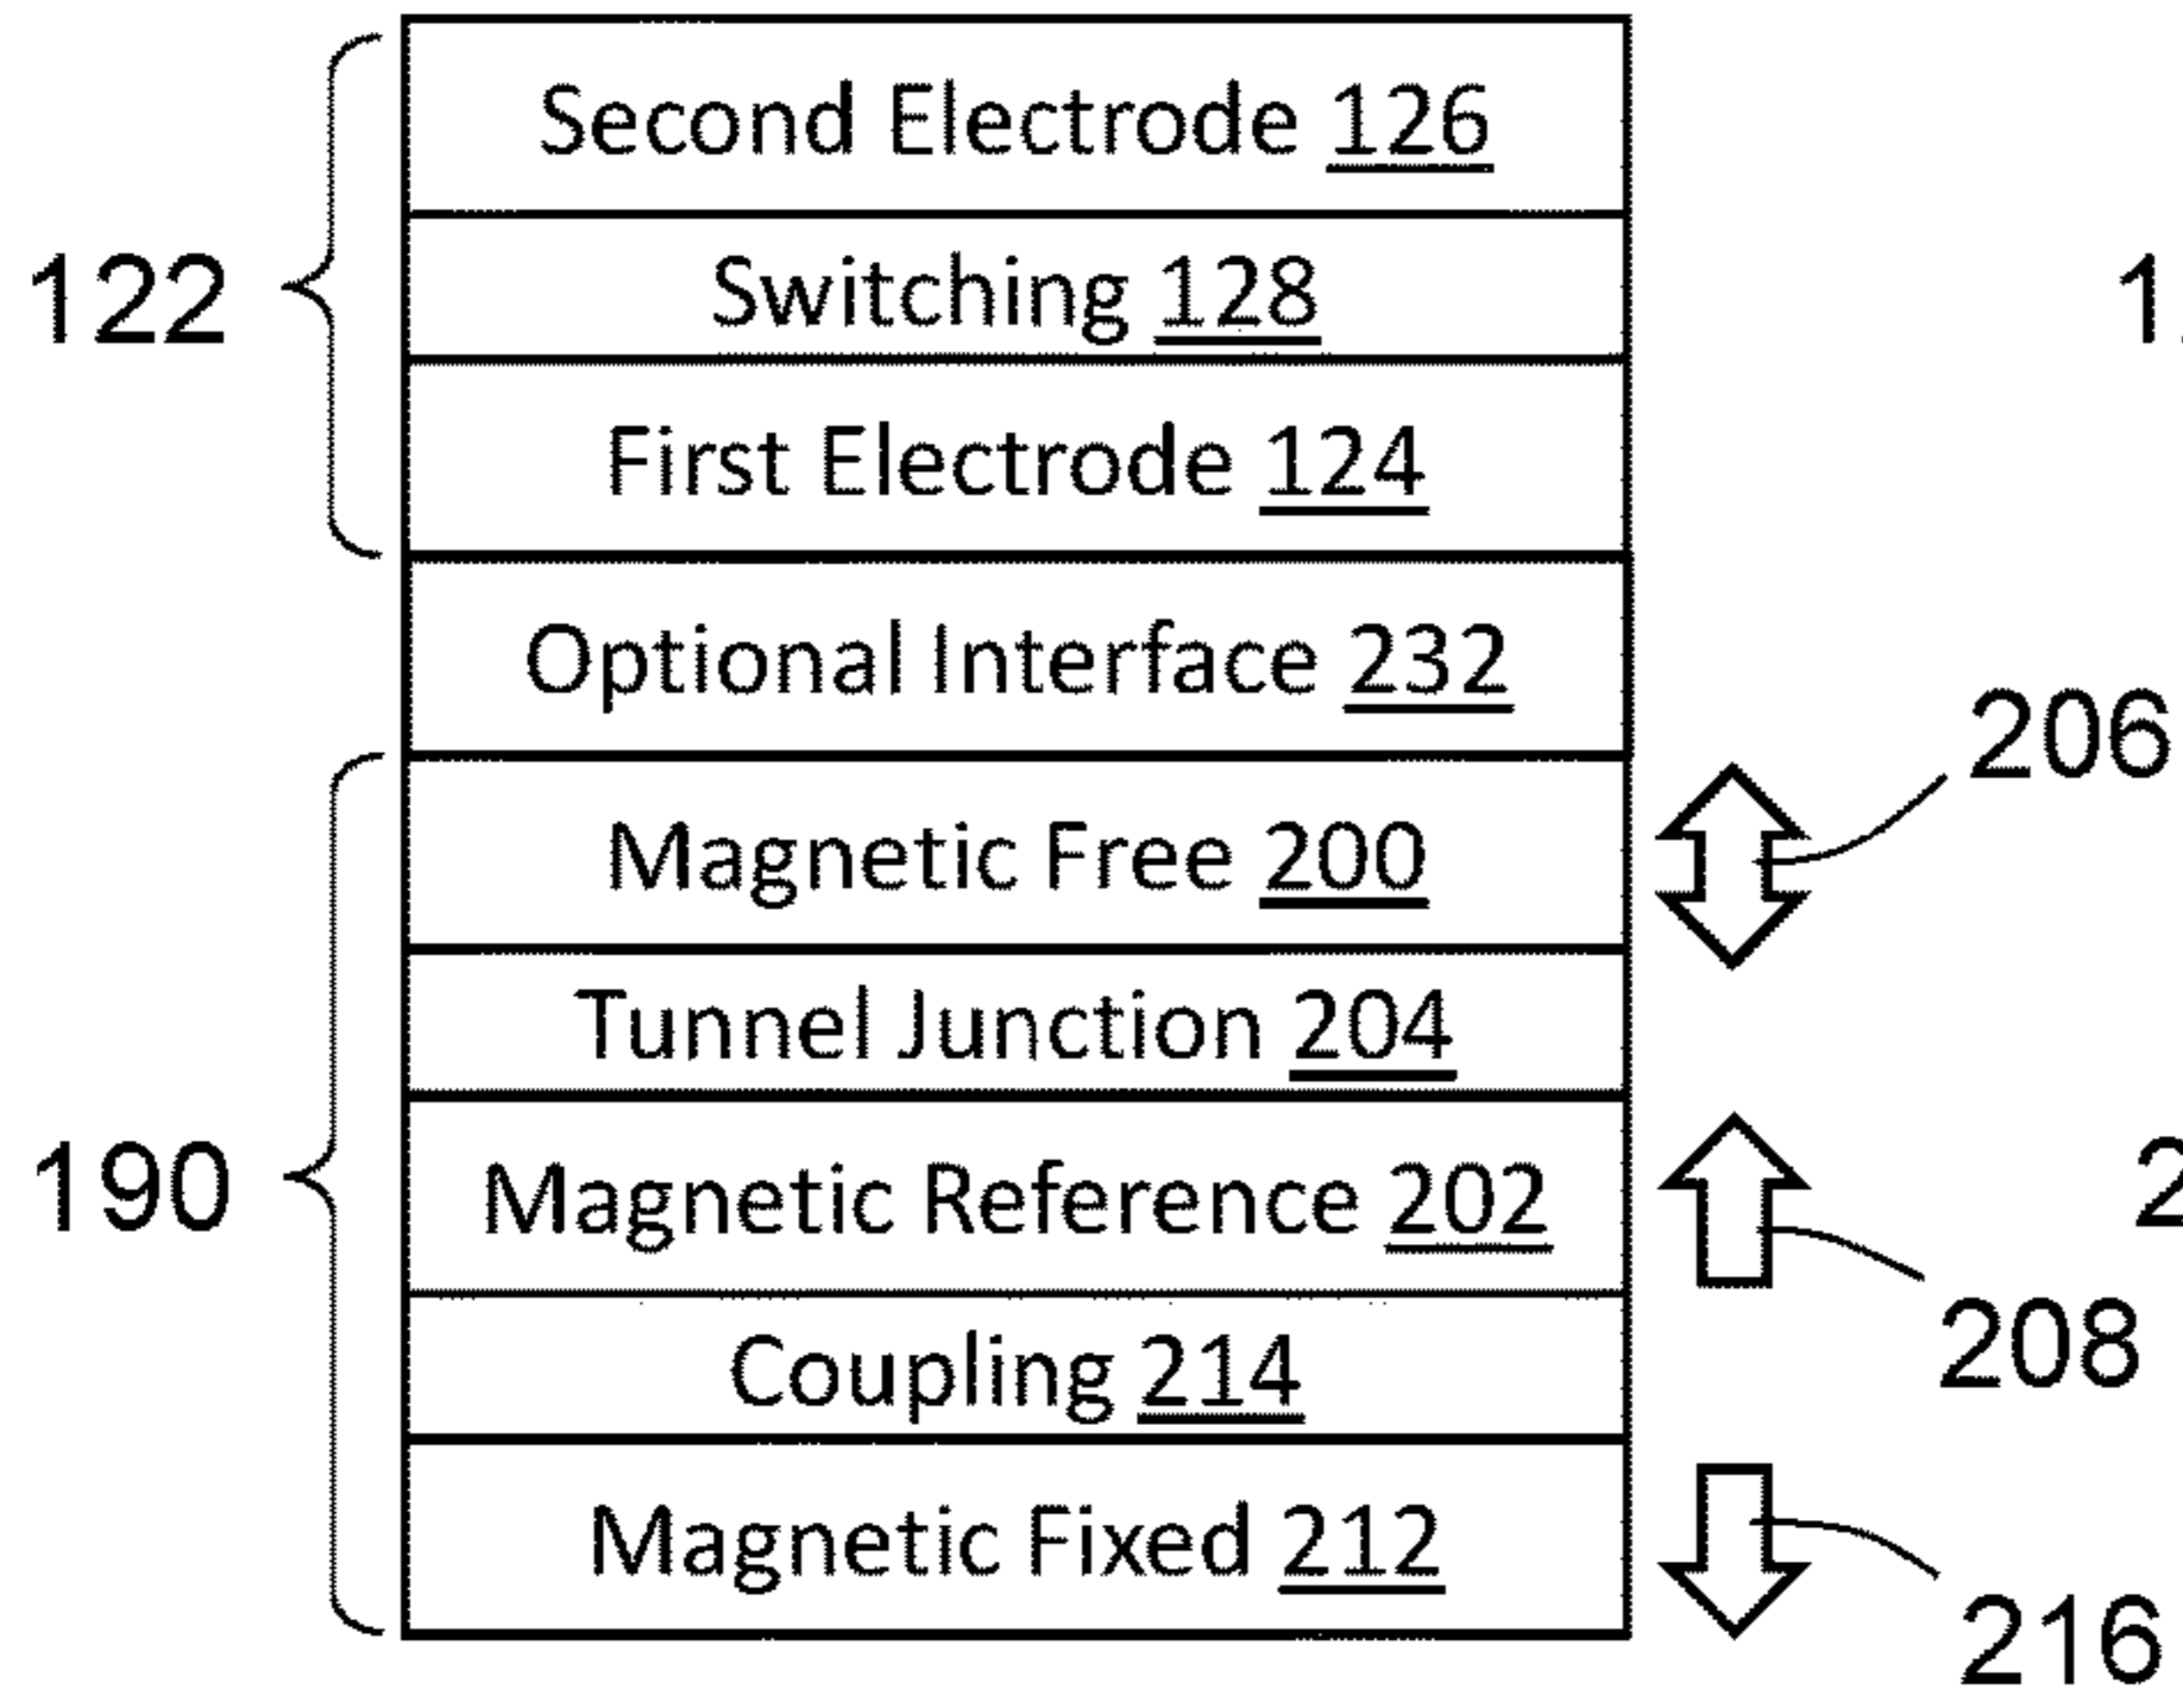 Second Electrode 126
122
Switching 128
First Electrode 124
Optional Interface 232
206
Magnetic Free 200
Tunnel Junction 204
190
Magnetic Reference 202
208
Coupling 214
Magnetic Fixed 212
216